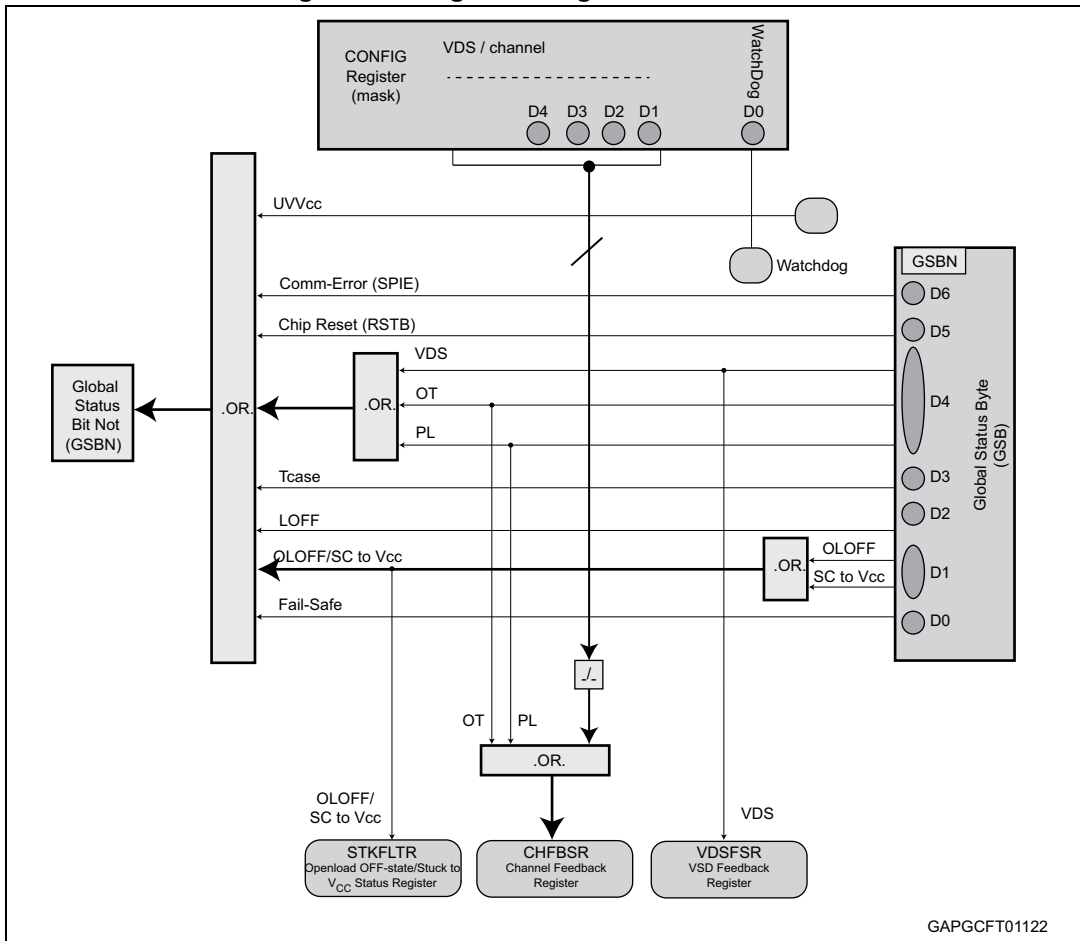 CONFIG
Register
(mask)
VDS / channel
WatchDog
D4 D3 D2 D1 D0
UVVcc
Watchdog
GSBN
Comm-Error (SPIE)
D6
Chip Reset (RSTB)
D5
VDS
Global
Status
Bit Not
(GSBN)
.OR.
.OR.
OT
D4
PL
Global Status Byte
(GSB)
Tcase
D3
LOFF
D2
OLOFF/SC to Vcc
.OR.
OLOFF
SC to Vcc
D1
Fail-Safe
D0
-/-
OT PL
.OR.
OLOFF/
SC to Vcc
VDS
STKFLTR
Openload OFF-state/Stuck to
VCC Status Register
CHFBSR
Channel Feedback
Register
VDSFSR
VSD Feedback
Register
GAPGCFT01122